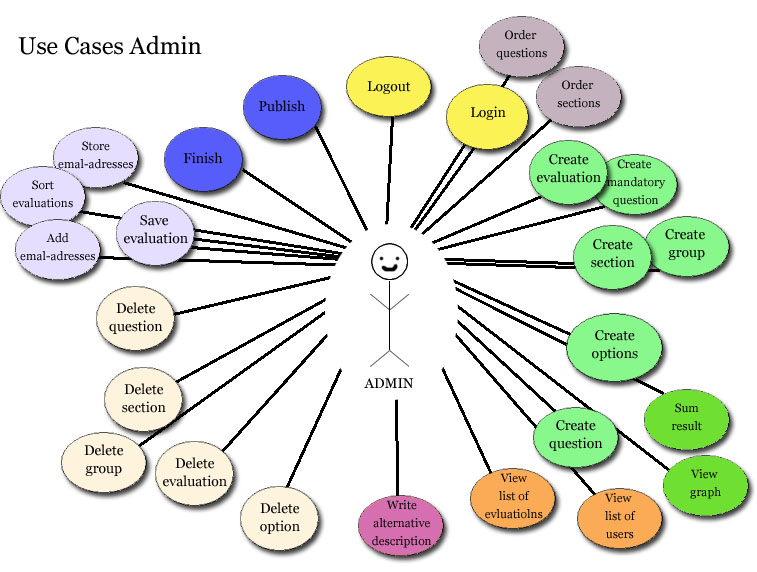 Use Cases Admin
Order
questions
Order
sections
Logout
Login
Publish
Finish
Store
emal-adresses
Sort
evaluations
Save
evaluation
Add
emal-adresses
Create
evaluation
Create
mandatory
question
Create
section
Create
group
Delete
question
Create
options
ADMIN
Delete
section
Sum
result
Create
question
Delete
group
Delete
evaluation
View
graph
Delete
option
Write
alternative
description
View
list of
evluatiolns
View
list of
users